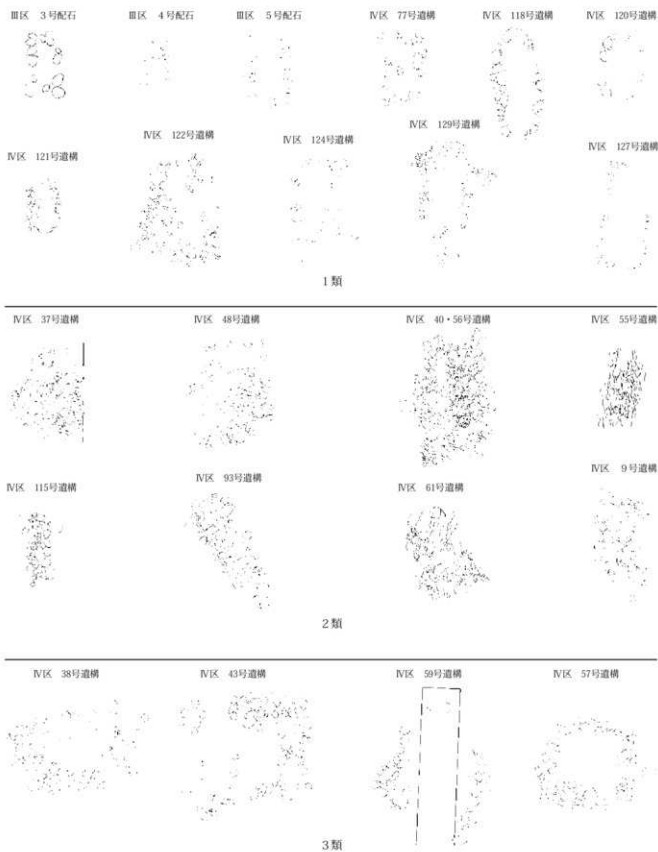 Ⅲ区 3号配石
Ⅲ区 4号配石
Ⅲ区 5号配石
Ⅳ区 77号遺構
Ⅳ区 118号遺構
Ⅳ区 120号遺構
Ⅳ区 121号遺構
Ⅳ区 122号遺構
Ⅳ区 124号遺構
Ⅳ区 129号遺構
Ⅳ区 127号遺構
1類
Ⅳ区 37号遺構
Ⅳ区 48号遺構
Ⅳ区 40・56号遺構
Ⅳ区 55号遺構
Ⅳ区 115号遺構
Ⅳ区 93号遺構
Ⅳ区 61号遺構
Ⅳ区 9号遺構
2類
Ⅳ区 38号遺構
Ⅳ区 43号遺構
Ⅳ区 59号遺構
Ⅳ区 57号遺構
3類